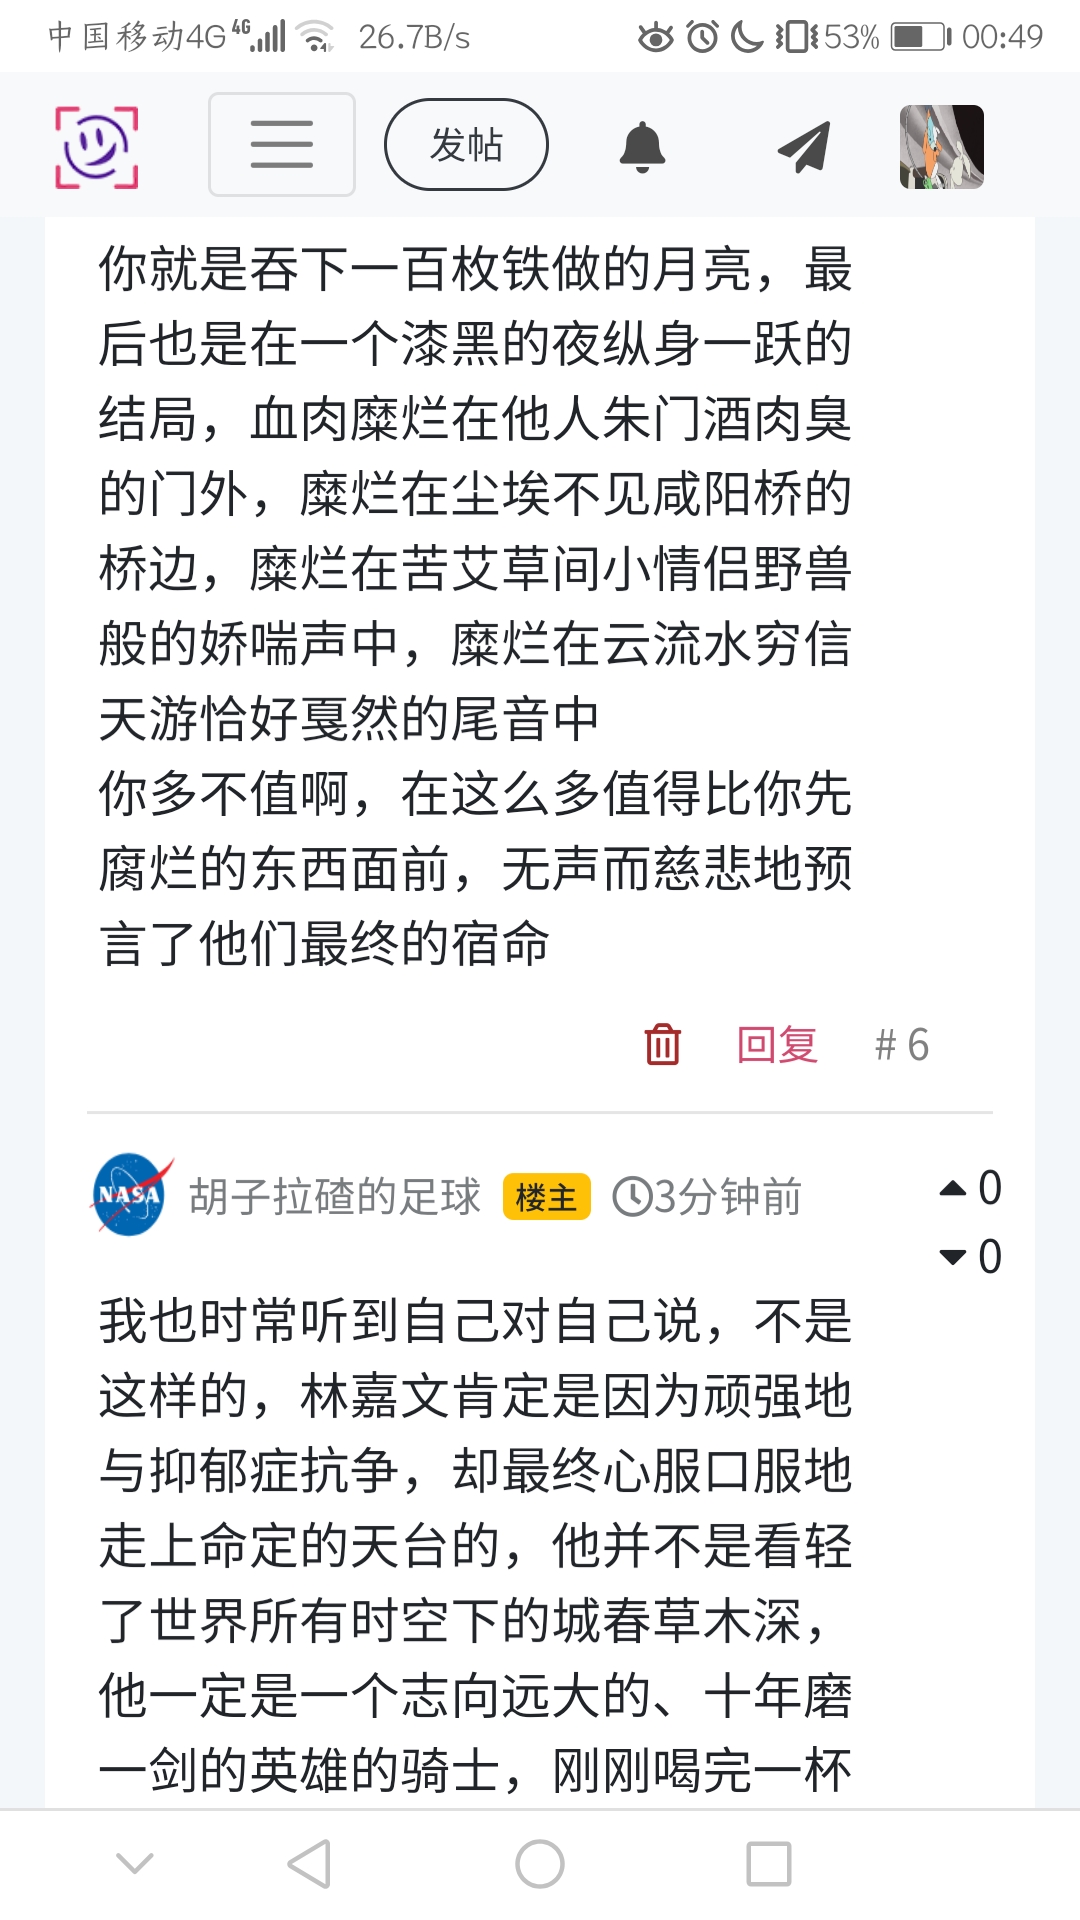 中国移动4G 4G 26.7B/s 53% 00:49
发帖
你就是吞下一百枚铁做的月亮，最
后也是在一个漆黑的夜纵身一跃的
结局，血肉糜烂在他人朱门酒肉臭
的门外，糜烂在尘埃不见咸阳桥的
桥边，糜烂在苦艾草间小情侣野兽
般的娇喘声中，糜烂在云流水穷信
天游恰好戛然的尾音中
你多不值啊，在这么多值得比你先
腐烂的东西面前，无声而慈悲地预
言了他们最终的宿命
回复 # 6
NASA 胡子拉碴的足球 楼主 3分钟前 0
0
我也时常听到自己对自己说，不是
这样的，林嘉文肯定是因为顽强地
与抑郁症抗争，却最终心服口服地
走上命定的天台的，他并不是看轻
了世界所有时空下的城春草木深，
他一定是一个志向远大的、十年磨
一剑的英雄的骑士，刚刚喝完一杯